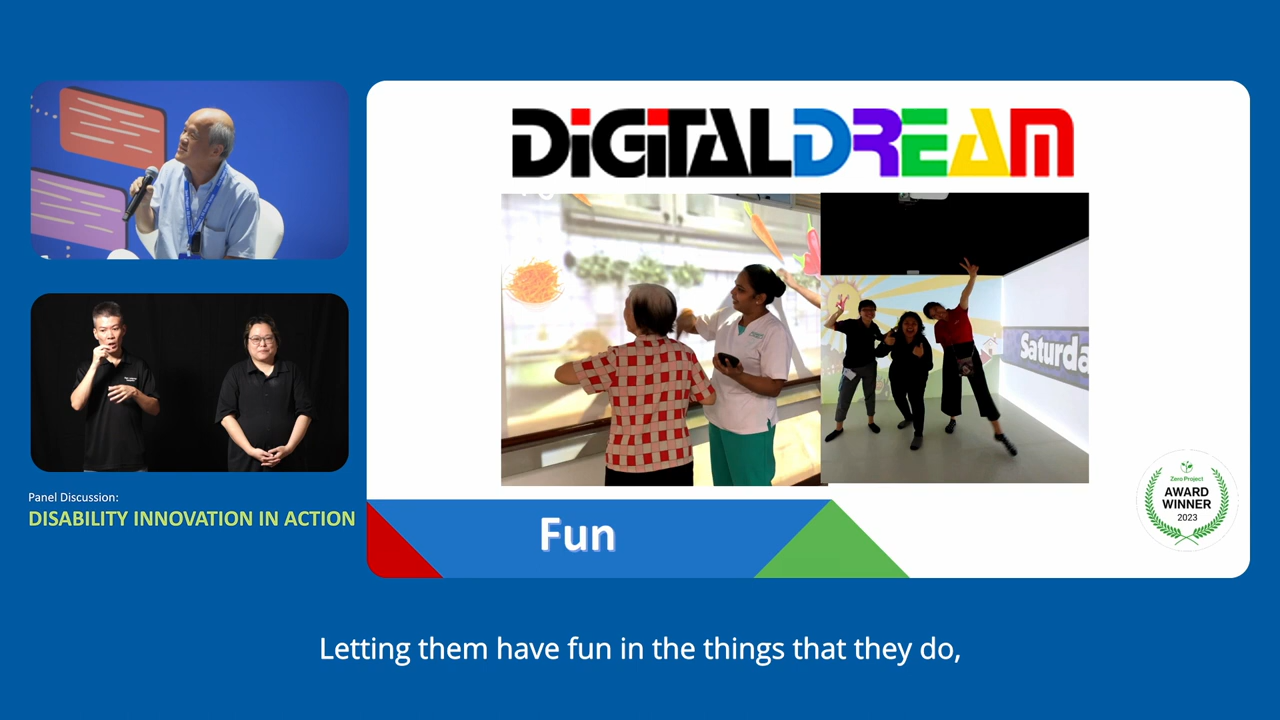 DiGiTALDREAM
Saturda
Fun
Zero Project
AWARD
WINNER
2023
Panel Discussion:
DISABILITY INNOVATION IN ACTION
Letting them have fun in the things that they do,